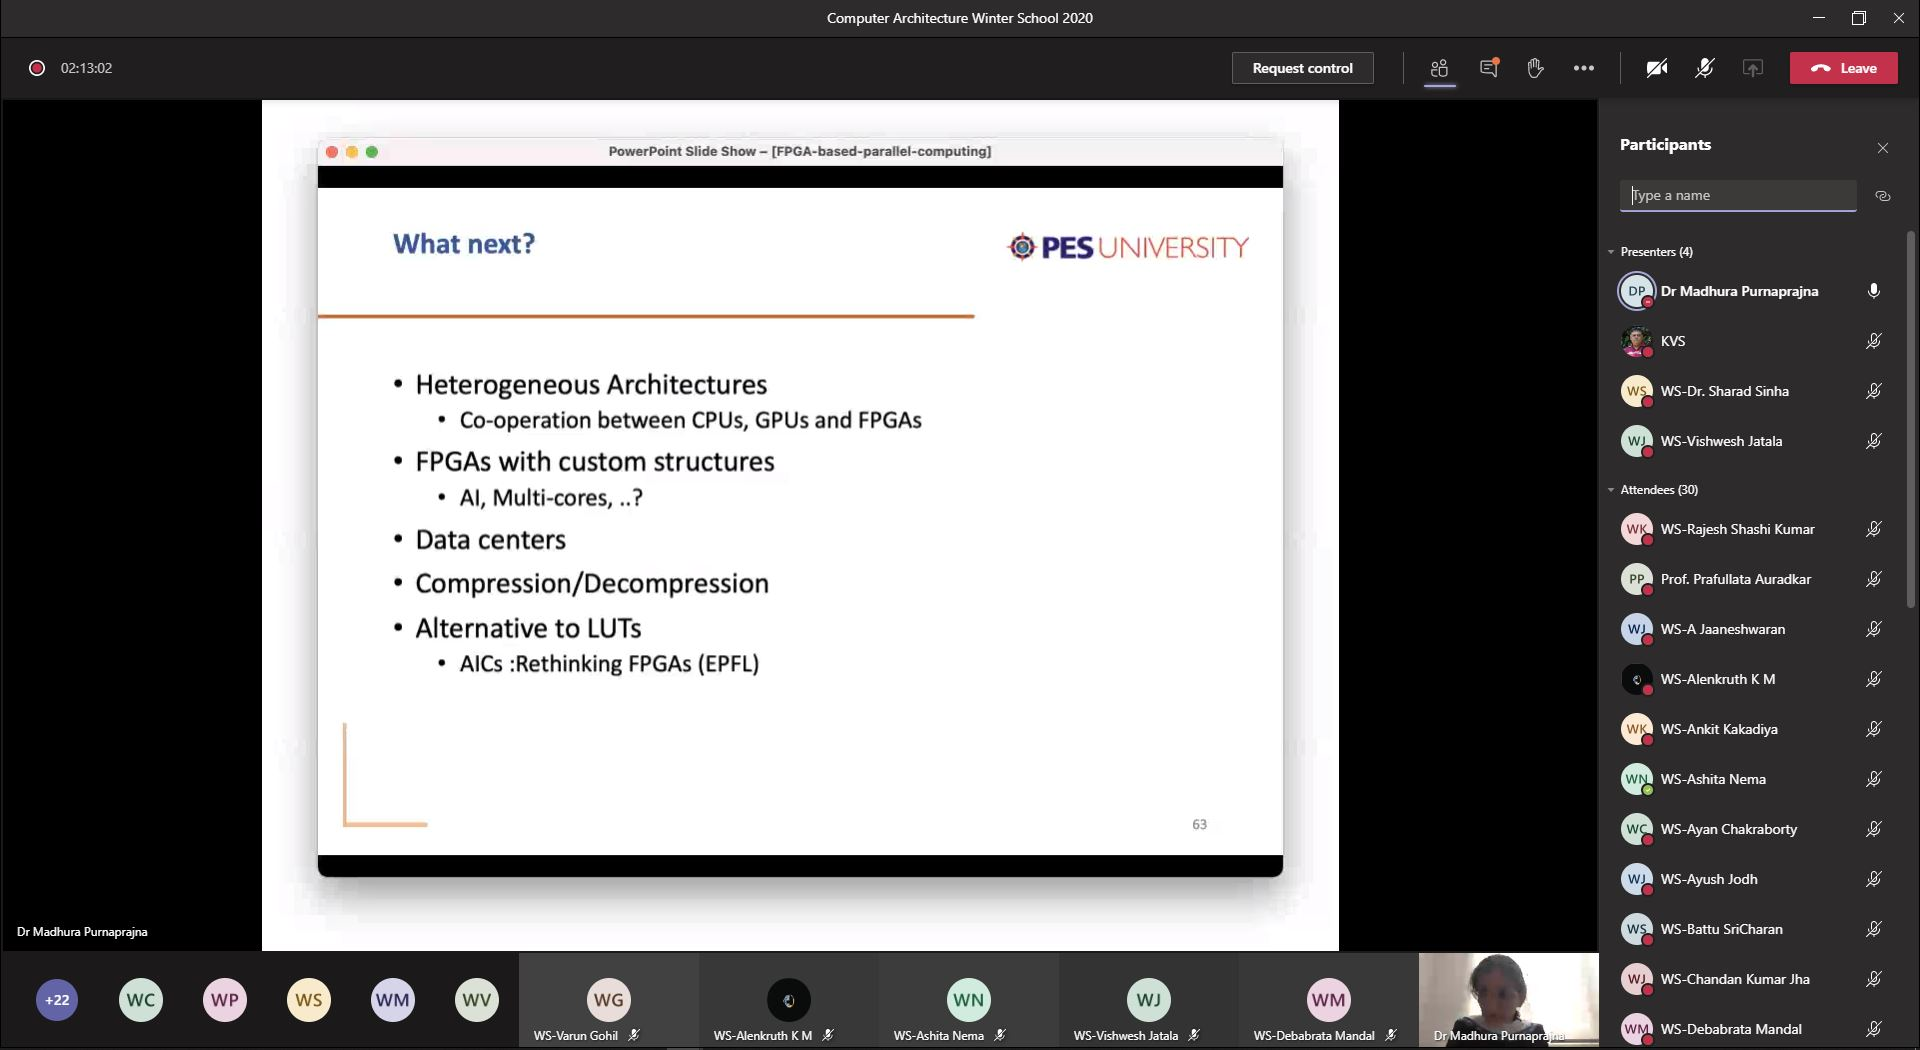 Computer Architecture Winter School 2020
02:13:02
Request control
Leave
PowerPoint Slide Show – [FPGA-based-parallel-computing]
What next?
PES UNIVERSITY
• Heterogeneous Architectures
• Co-operation between CPUs, GPUs and FPGAs
• FPGAs with custom structures
• AI, Multi-cores, ..?
• Data centers
• Compression/Decompression
• Alternative to LUTs
• AICs :Rethinking FPGAs (EPFL)
63
Dr Madhura Purnaprajna
Participants
Type a name
Presenters (4)
DP Dr Madhura Purnaprajna
KVS
WS WS-Dr. Sharad Sinha
WJ WS-Vishwesh Jatala
Attendees (30)
WK WS-Rajesh Shashi Kumar
PP Prof. Prafullata Auradkar
WJ WS-A Jaaneshwaran
WS-Alenkruth K M
WK WS-Ankit Kakadiya
WN WS-Ashita Nema
WC WS-Ayan Chakraborty
WJ WS-Ayush Jodh
WS WS-Battu SriCharan
WJ WS-Chandan Kumar Jha
WM WS-Debabrata Mandal
+22 WC WP WS WM WV WG WN WJ WM
WS-Varun Gohil WS-Alenkruth K M WS-Ashita Nema WS-Vishwesh Jatala WS-Debabrata Mandal Dr Madhura Purnaprajna